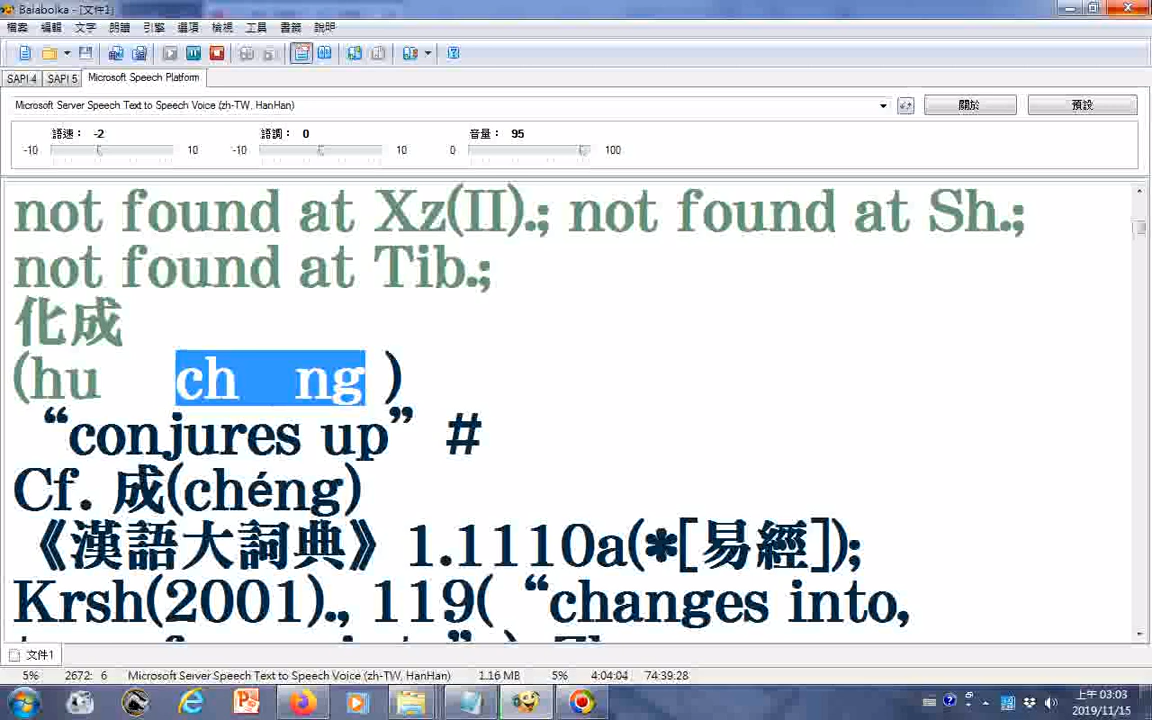 Balabolka - [文件1]
檔案 編輯 文字 朗讀 引擎 選項 檢視 工具 書籤 說明
SAPI 4 SAPI 5 Microsoft Speech Platform
Microsoft Server Speech Text to Speech Voice (zh-TW, HanHan) 關於 預設
語速： -2 語調： 0 音量： 95
-10 10 -10 10 0 100
not found at Xz(II).; not found at Sh.;
not found at Tib.;
化成
(hu ch ng )
“conjures up” #
Cf. 成(chéng)
《漢語大詞典》 1.1110a(*[易經]);
Krsh(2001)., 119( “changes into,
文件1
5% 2672: 6 Microsoft Server Speech Text to Speech Voice (zh-TW, HanHan) 1.16 MB 5% 4:04:04 74:39:28
上午 03:03
2019/11/15